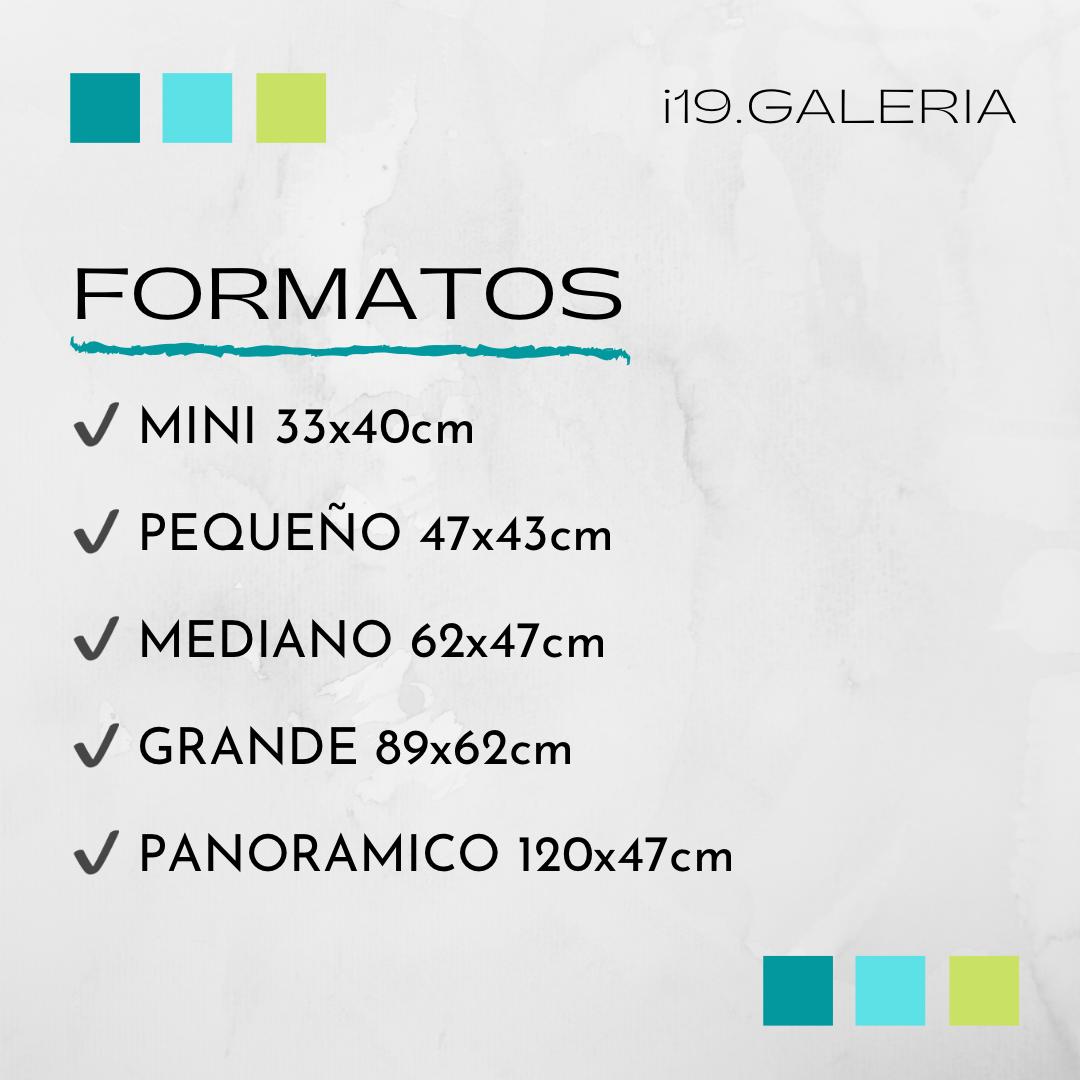 i19.GALERIA
FORMATOS
✔ MINI 33x40cm
✔ PEQUEÑO 47x43cm
✔ MEDIANO 62x47cm
✔ GRANDE 89x62cm
✔ PANORAMICO 120x47cm